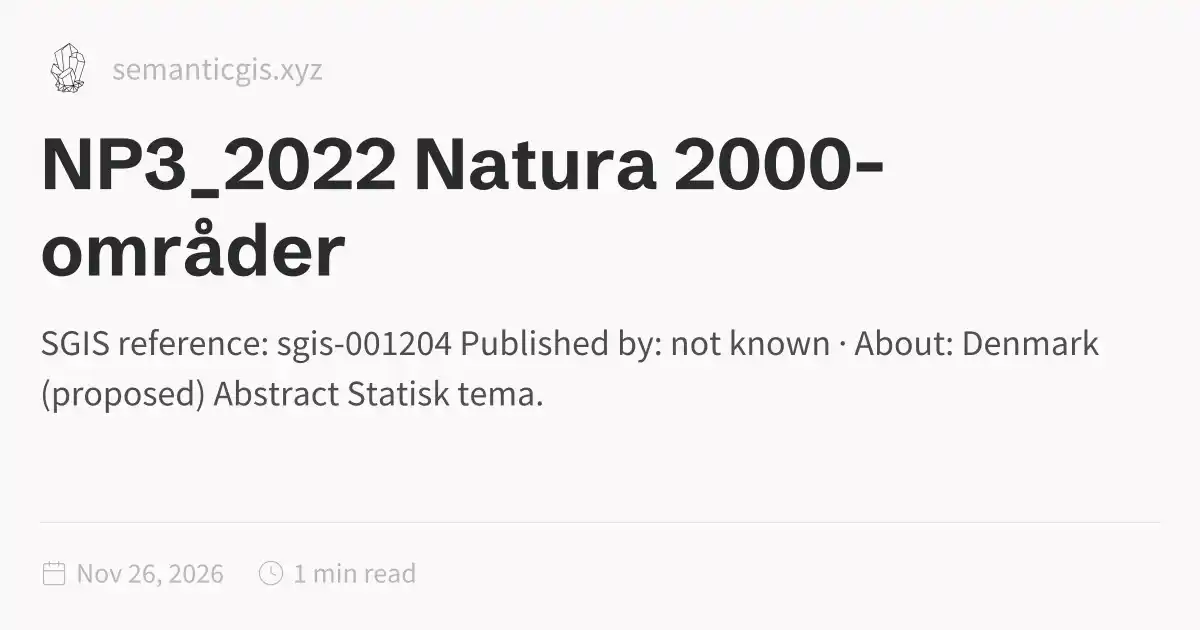 semanticgis.xyz
NP3_2022 Natura 2000-
områder
SGIS reference: sgis-001204 Published by: not known · About: Denmark
(proposed) Abstract Statisk tema.
Nov 26, 2026
1 min read